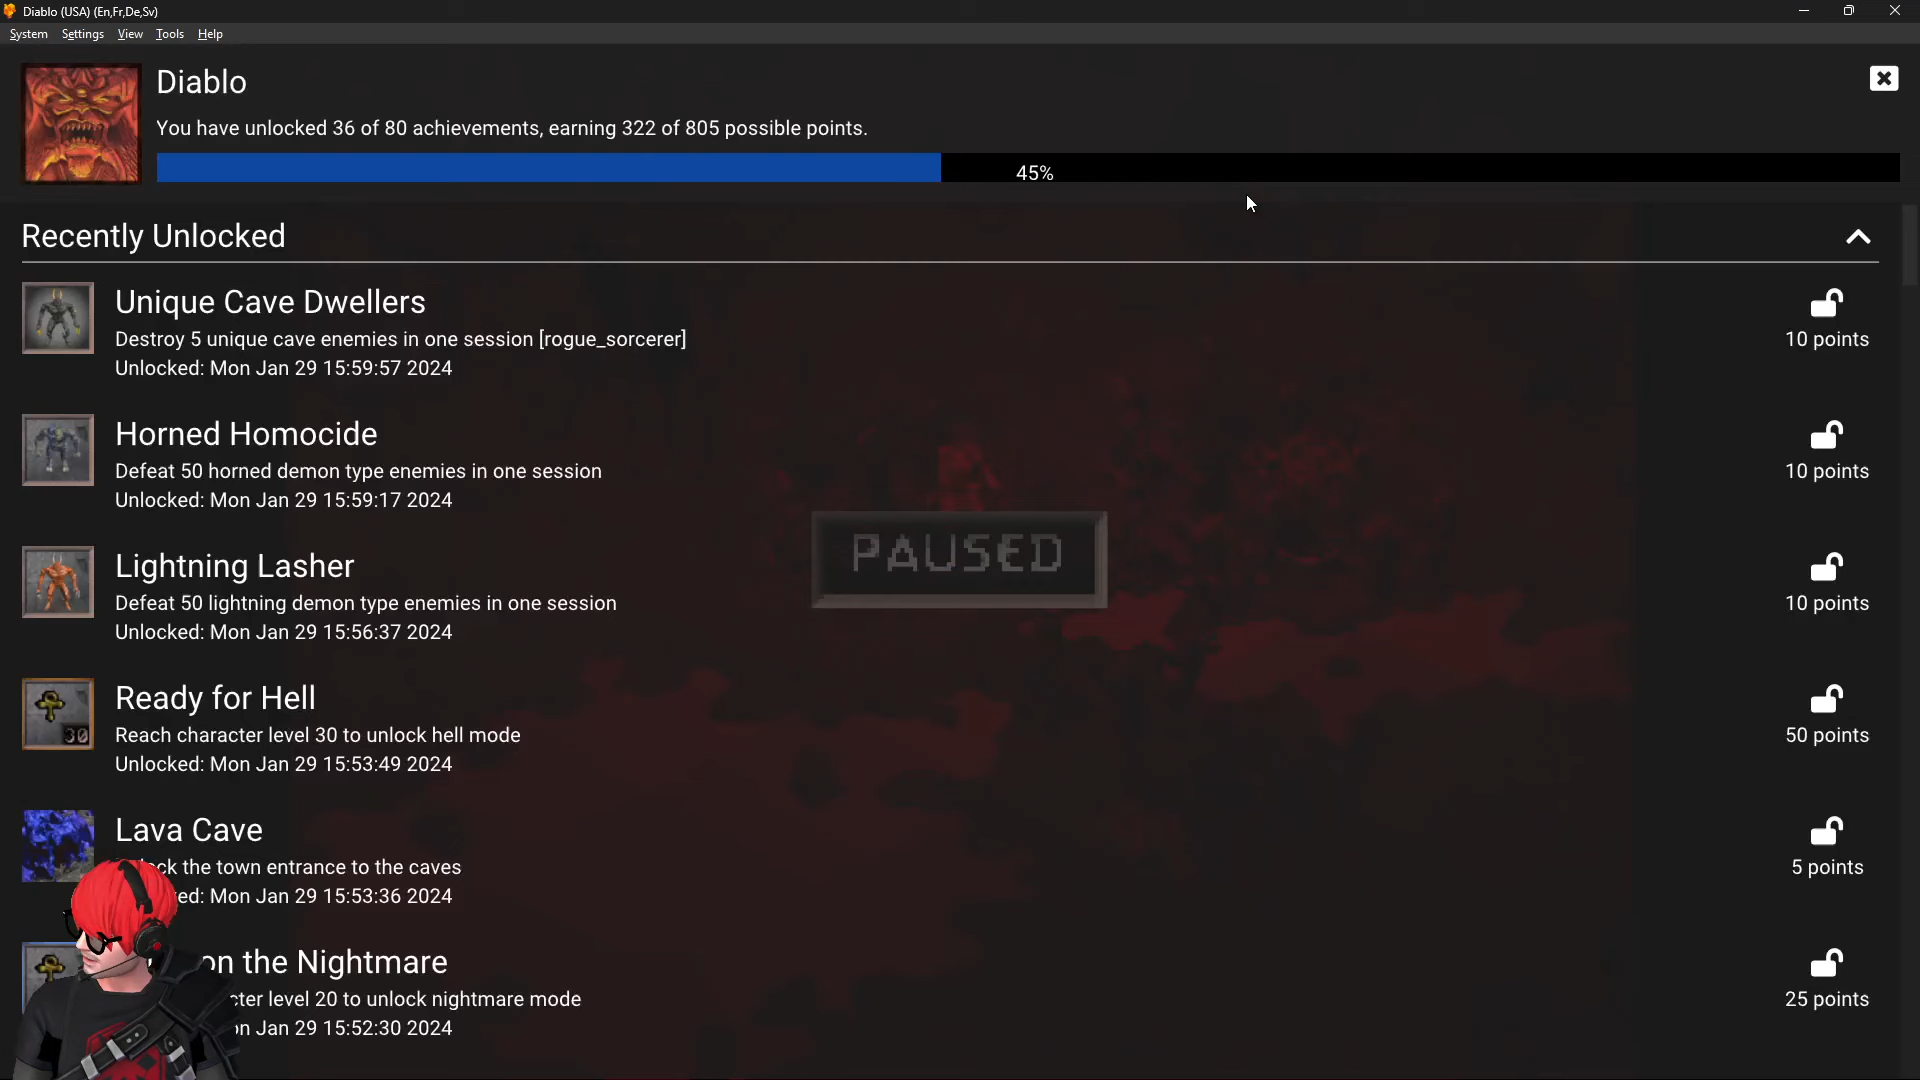 Diablo (USA) (En,Fr,De,Sv)
System Settings View Tools Help
Diablo
You have unlocked 36 of 80 achievements, earning 322 of 805 possible points.
45%
Recently Unlocked
Unique Cave Dwellers
Destroy 5 unique cave enemies in one session [rogue_sorcerer]
Unlocked: Mon Jan 29 15:59:57 2024
10 points
Horned Homocide
Defeat 50 horned demon type enemies in one session
Unlocked: Mon Jan 29 15:59:17 2024
10 points
PAUSED
Lightning Lasher
Defeat 50 lightning demon type enemies in one session
Unlocked: Mon Jan 29 15:56:37 2024
10 points
30
Ready for Hell
Reach character level 30 to unlock hell mode
Unlocked: Mon Jan 29 15:53:49 2024
50 points
Lava Cave
the town entrance to the caves
Mon Jan 29 15:53:36 2024
5 points
on the Nightmare
level 20 to unlock nightmare mode
Jan 29 15:52:30 2024
25 points